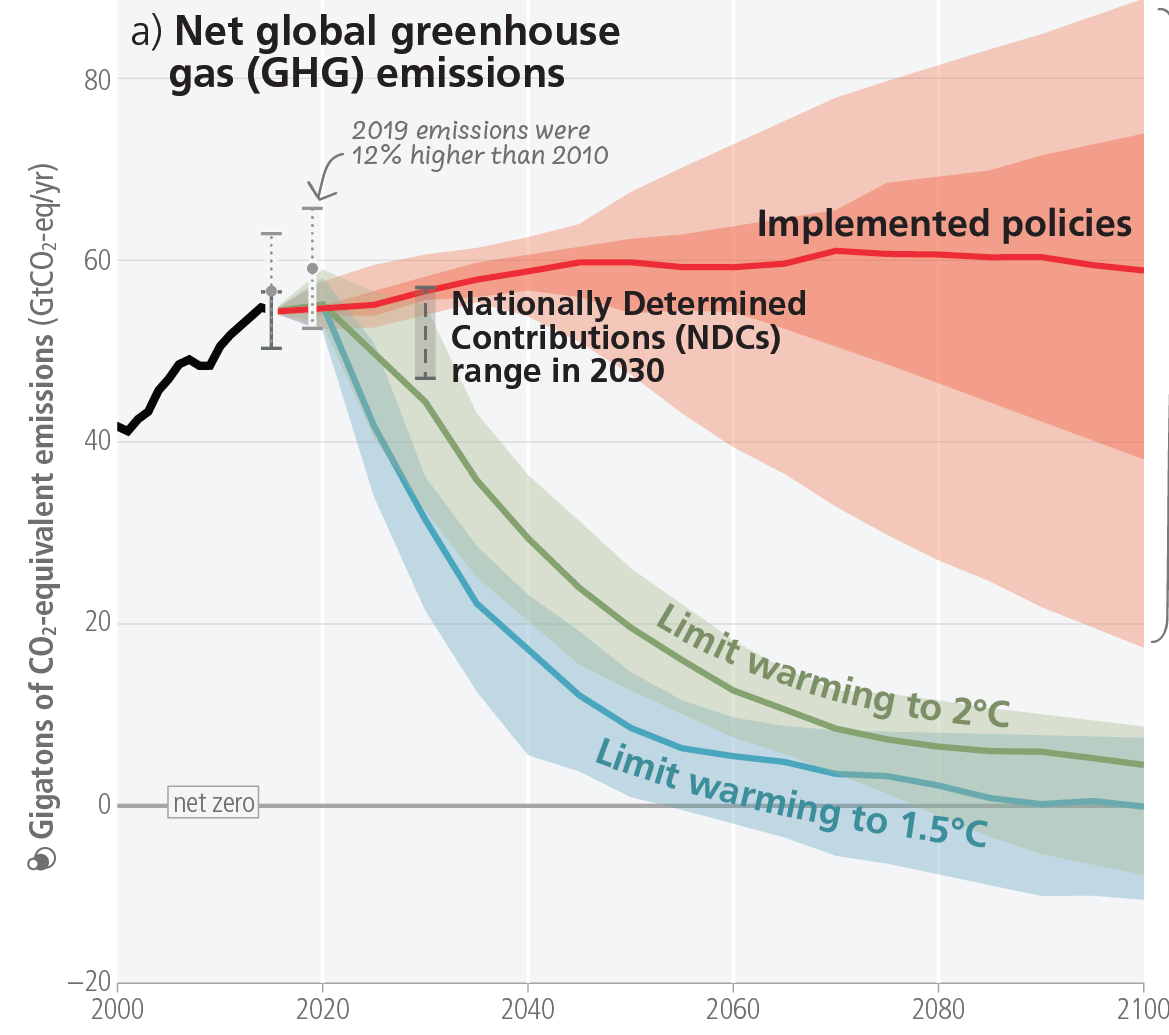 a) Net global greenhouse
gas (GHG) emissions
2019 emissions were
12% higher than 2010
Gigatons of CO₂-equivalent emissions (GtCO₂-eq/yr)
80
60
40
20
0
−20
Implemented policies
Nationally Determined
Contributions (NDCs)
range in 2030
Limit warming to 2°C
Limit warming to 1.5°C
net zero
2000
2020
2040
2060
2080
2100